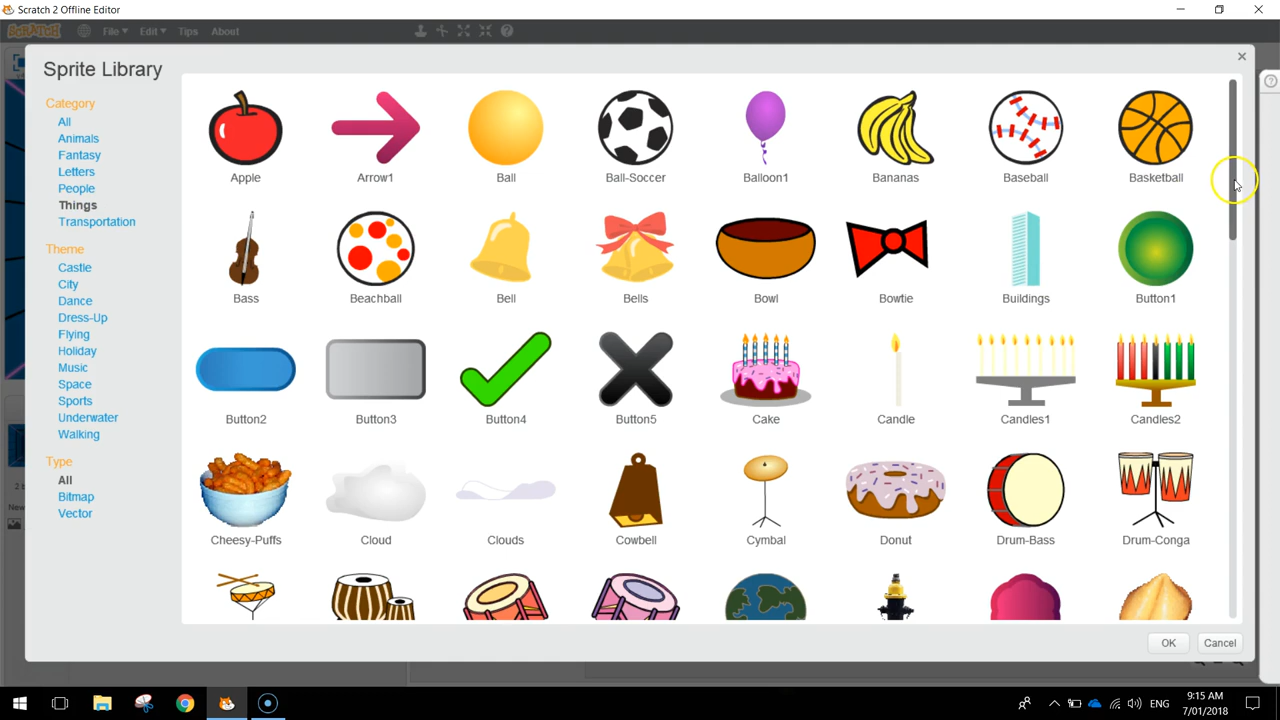 Scratch 2 Offline Editor
SCRATCH File Edit Tips About
Sprite Library
Category
All
Animals
Fantasy
Letters
People
Things
Transportation
Theme
Castle
City
Dance
Dress-Up
Flying
Holiday
Music
Space
Sports
Underwater
Walking
Type
All
Bitmap
Vector
Apple Arrow1 Ball Ball-Soccer Balloon1 Bananas Baseball Basketball
Bass Beachball Bell Bells Bowl Bowtie Buildings Button1
Button2 Button3 Button4 Button5 Cake Candle Candles1 Candles2
Cheesy-Puffs Cloud Clouds Cowbell Cymbal Donut Drum-Bass Drum-Conga
OK Cancel
ENG
9:15 AM
7/01/2018